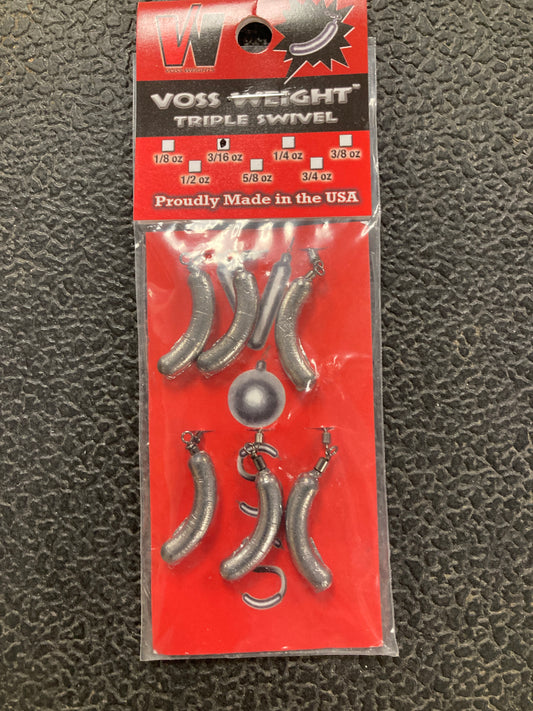 W
VOSS WEIGHT™
TRIPLE SWIVEL
1/8 oz 3/16 oz 1/4 oz 3/8 oz
1/2 oz 5/8 oz 3/4 oz
Proudly Made in the USA